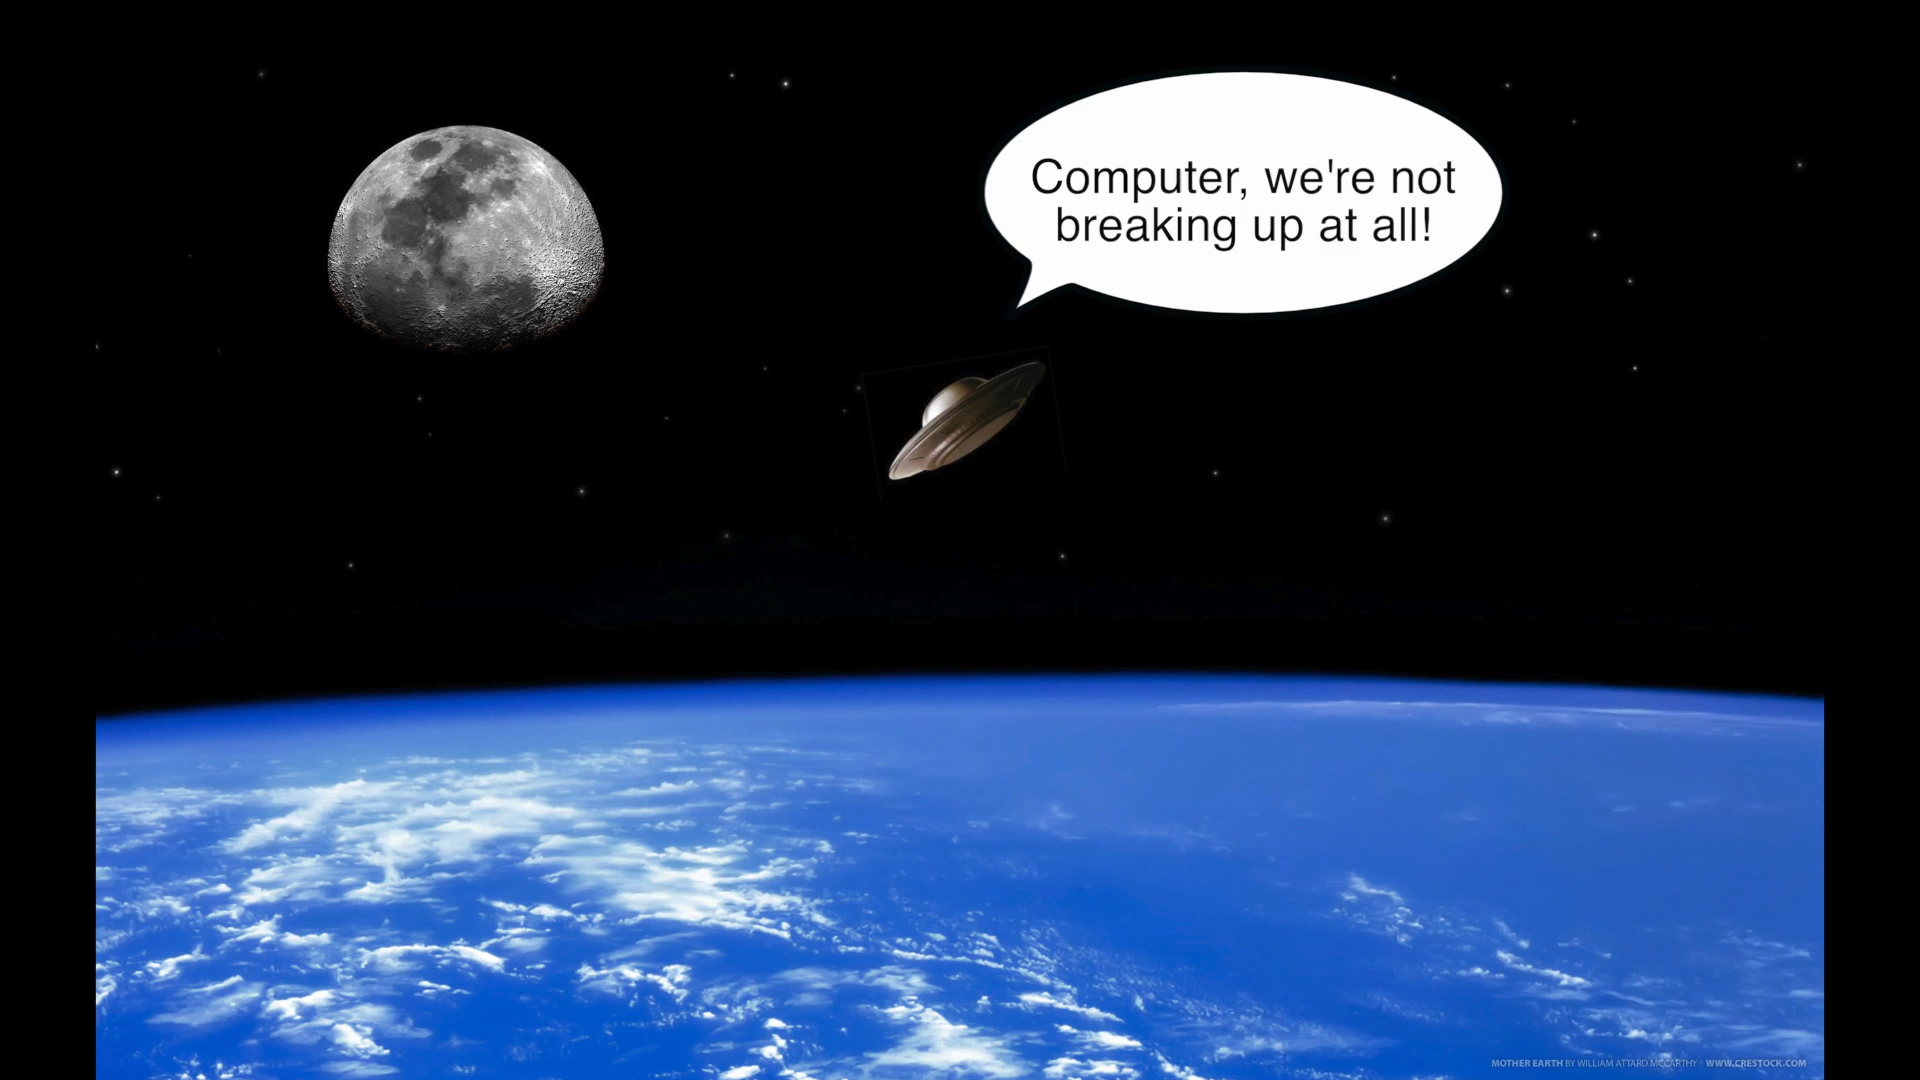 Computer, we're not
breaking up at all!
MOTHER EARTH BY WILLIAM ATTARD MCCARTHY - WWW.CRESTOCK.COM